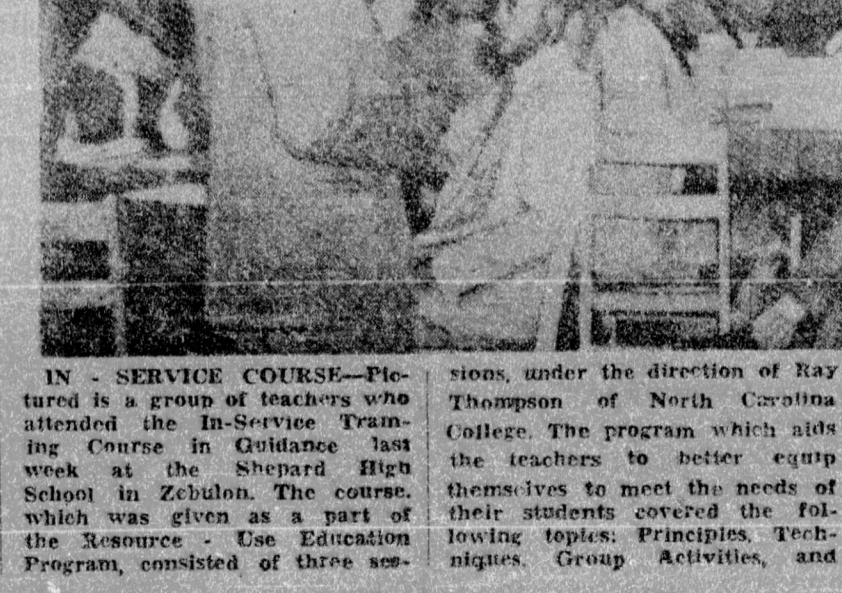 IN - SERVICE COURSE—Pic-
tured is a group of teachers who
attended the In-Service Train-
ing Course in Guidance last
week at the Shepard High
School in Zebulon. The course,
which was given as a part of
the Resource - Use Education
Program, consisted of three ses-
sions, under the direction of Ray
Thompson of North Carolina
College. The program which aids
the teachers to better equip
themselves to meet the needs of
their students covered the fol-
lowing topics: Principles, Tech-
niques, Group Activities, and